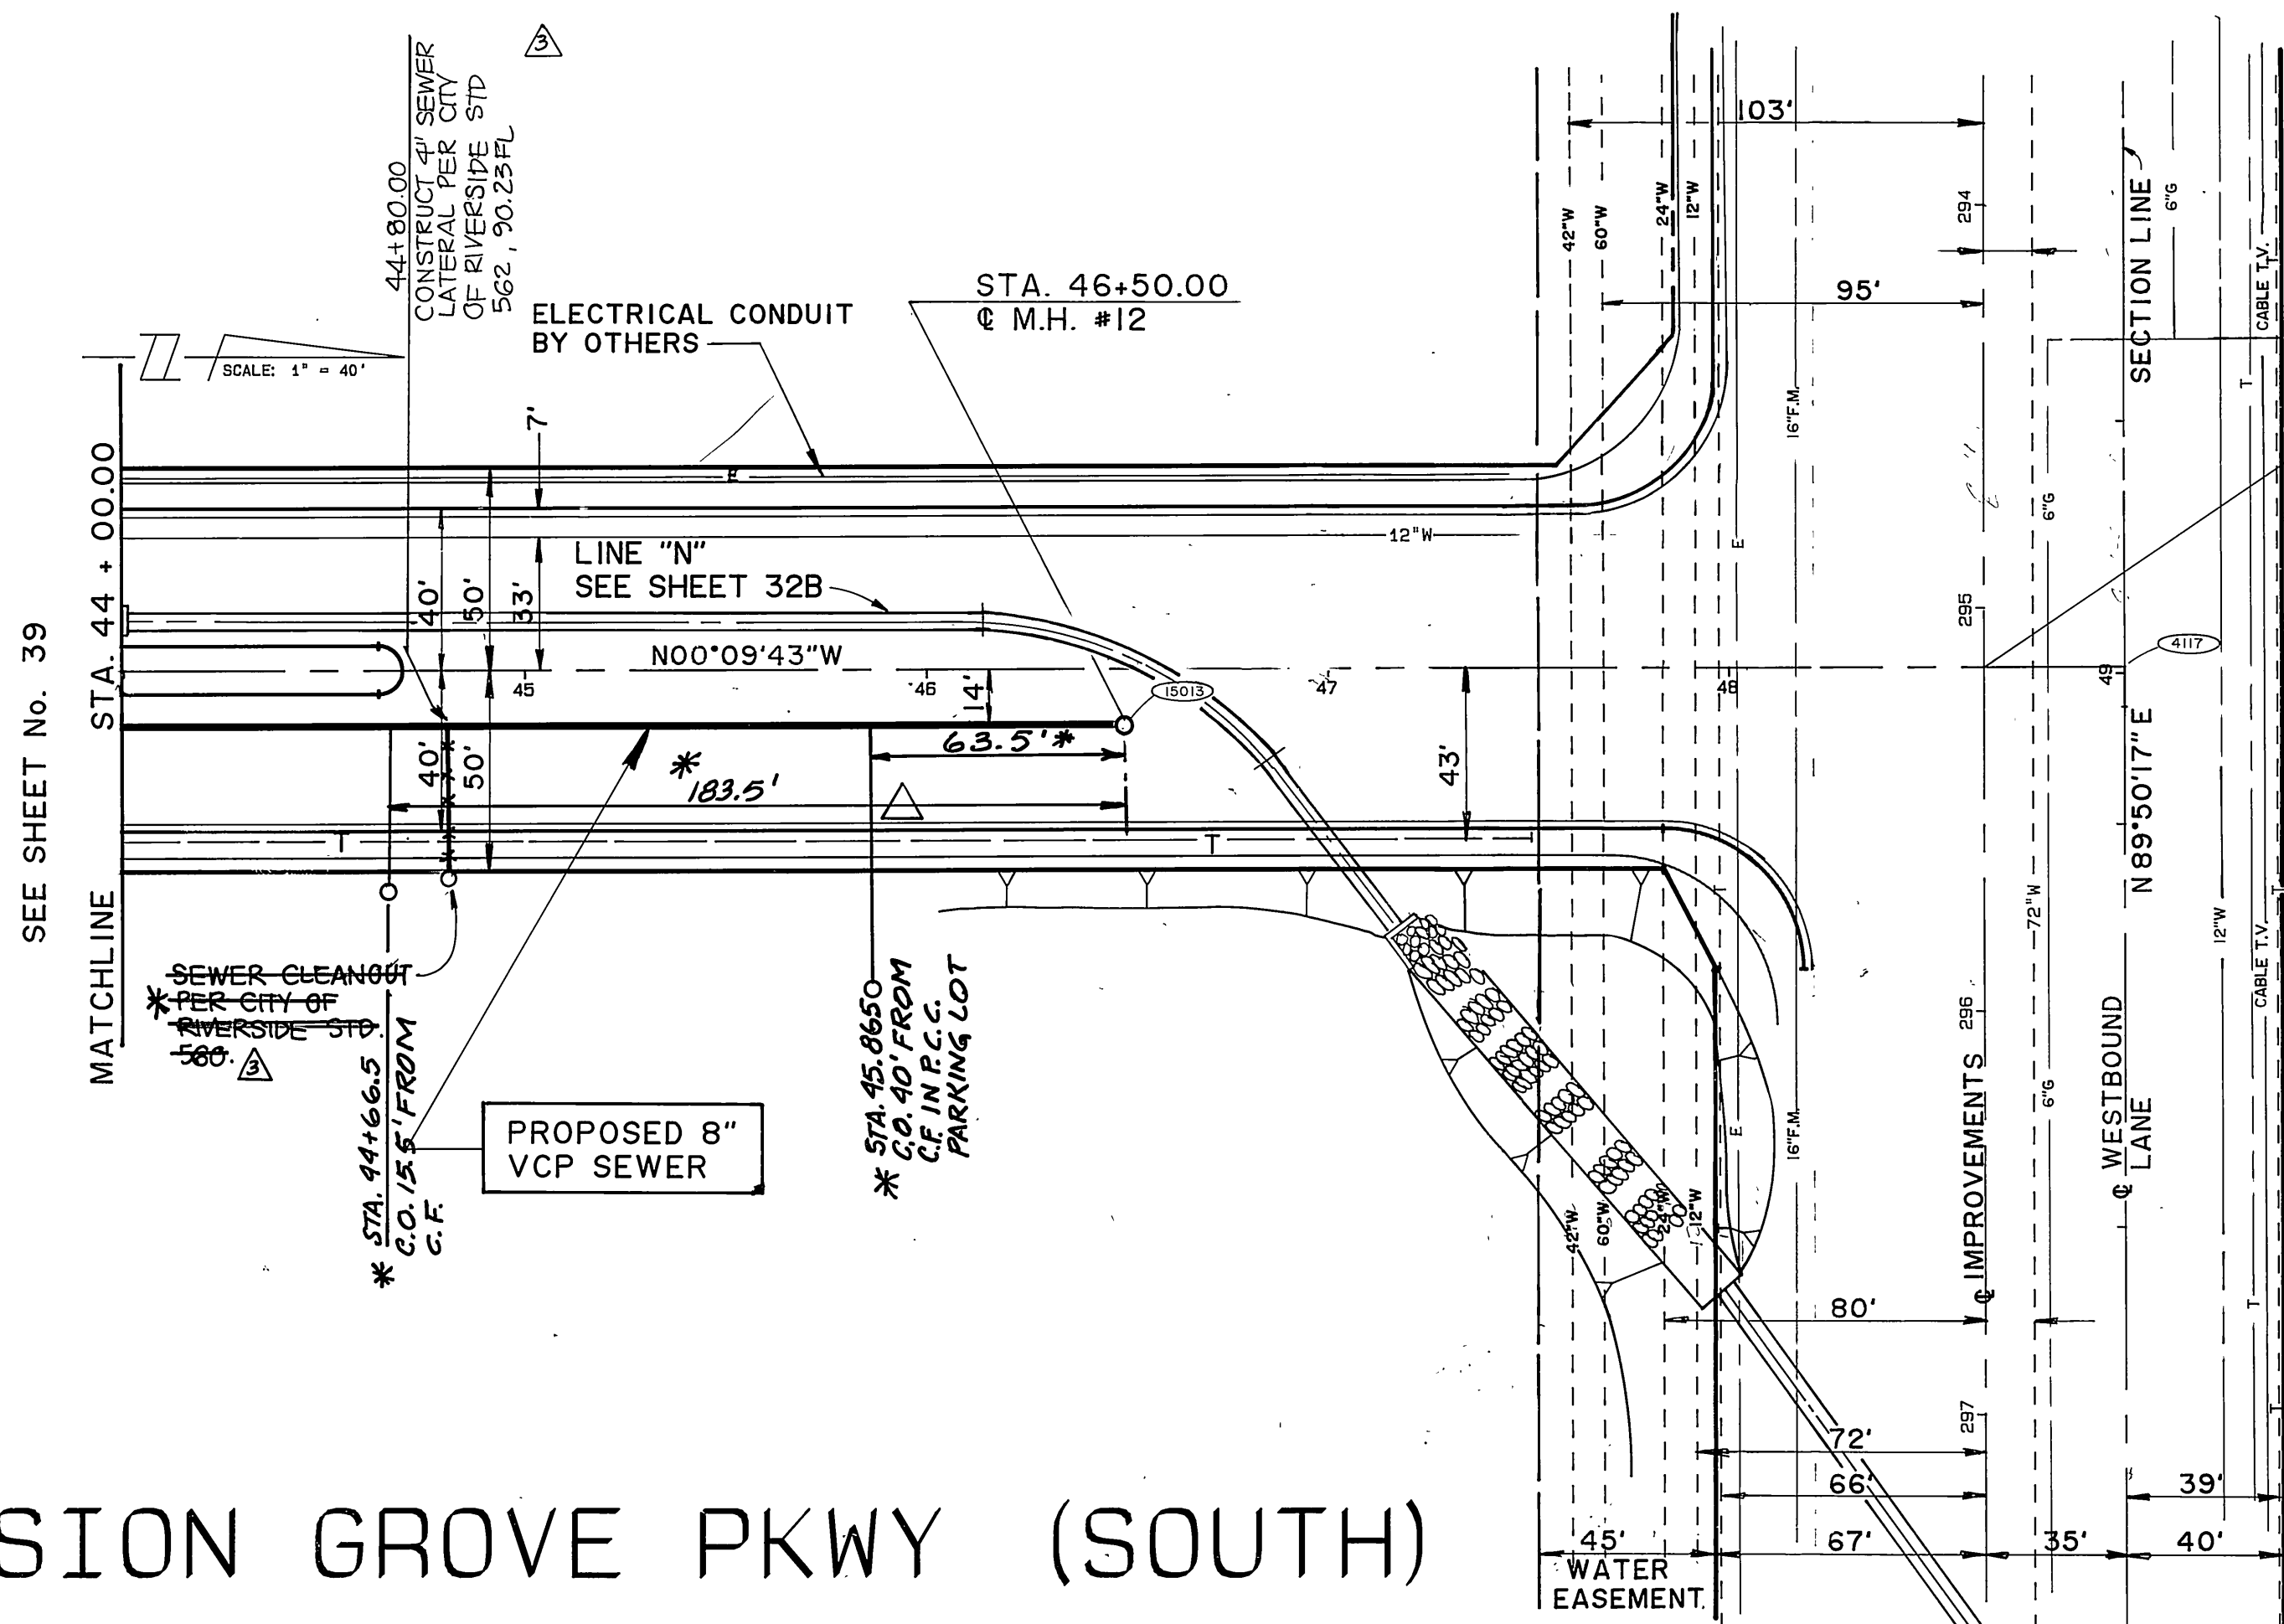 3
44+80.00
CONSTRUCT 4" SEWER
LATERAL PER CITY
OF RIVERSIDE STD
562, 90.23FL
SCALE: 1" = 40'
ELECTRICAL CONDUIT
BY OTHERS
STA. 46+50.00
℄ M.H. #12
103'
42"W
60"W
24"W
12"W
95'
16"F.M.
294
SECTION LINE
6"G
CABLE T.V.
T
T
7'
E
12"W
LINE "N"
SEE SHEET 32B
40'
50'
33'
N00°09'43"W
45
46
47
48
49
14'
15013
4117
295
E
6"G
SEE SHEET No. 39
MATCHLINE STA. 44 + 00.00
63.5'*
*
183.5'
40'
50'
43'
T
T
T
T
N89°50'17"E
72"W
12"W
CABLE T.V.
SEWER CLEANOUT
* PER CITY OF
RIVERSIDE STD.
560.
3
* STA. 44+66.5
C.O. 15.5' FROM
C.F.
PROPOSED 8"
VCP SEWER
* STA. 45.865
C.O. 40' FROM
C.F. IN P.C.C.
PARKING LOT
42"W
60"W
24"W
12"W
E
16"F.M.
296
℄ IMPROVEMENTS
6"G
℄ WESTBOUND
LANE
80'
T
T
297
72'
66'
39'
45'
67'
35'
40'
WATER
EASEMENT
SION GROVE PKWY (SOUTH)